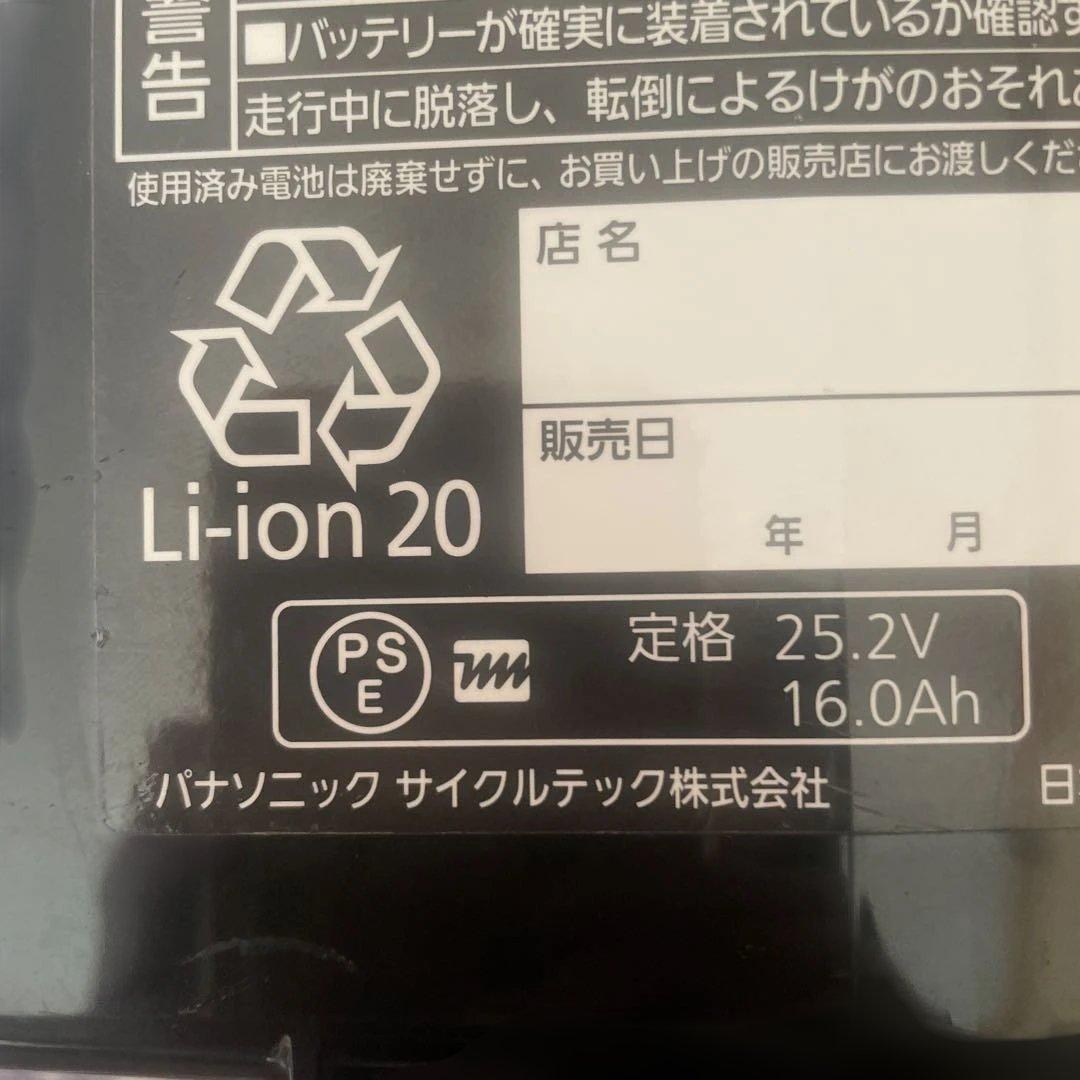 警告
■バッテリーが確実に装着されているか確認
走行中に脱落し、転倒によるけがのおそれ
使用済み電池は廃棄せずに、お買い上げの販売店にお渡しくだ
店名
販売日
年 月
Li-ion 20
PS
E
定格 25.2V
16.0Ah
パナソニック サイクルテック株式会社
日